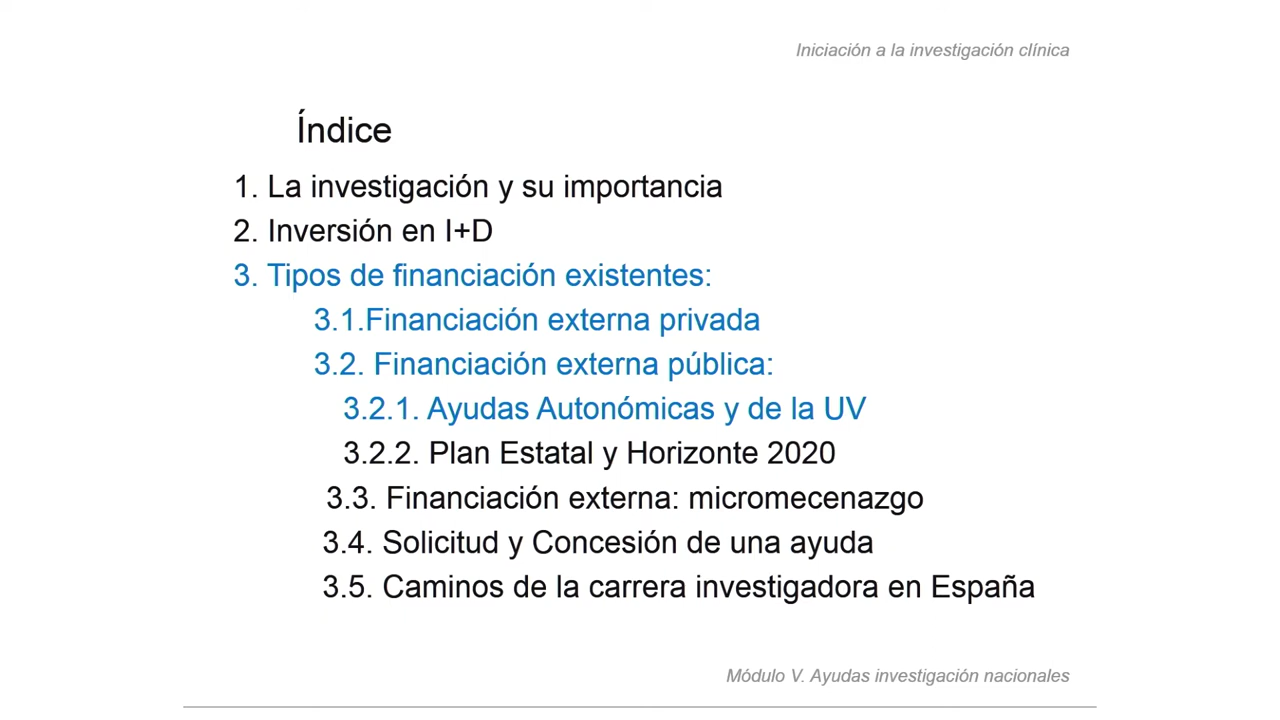 Iniciación a la investigación clínica
Índice
1. La investigación y su importancia
2. Inversión en I+D
3. Tipos de financiación existentes:
3.1.Financiación externa privada
3.2. Financiación externa pública:
3.2.1. Ayudas Autonómicas y de la UV
3.2.2. Plan Estatal y Horizonte 2020
3.3. Financiación externa: micromecenazgo
3.4. Solicitud y Concesión de una ayuda
3.5. Caminos de la carrera investigadora en España
Módulo V. Ayudas investigación nacionales